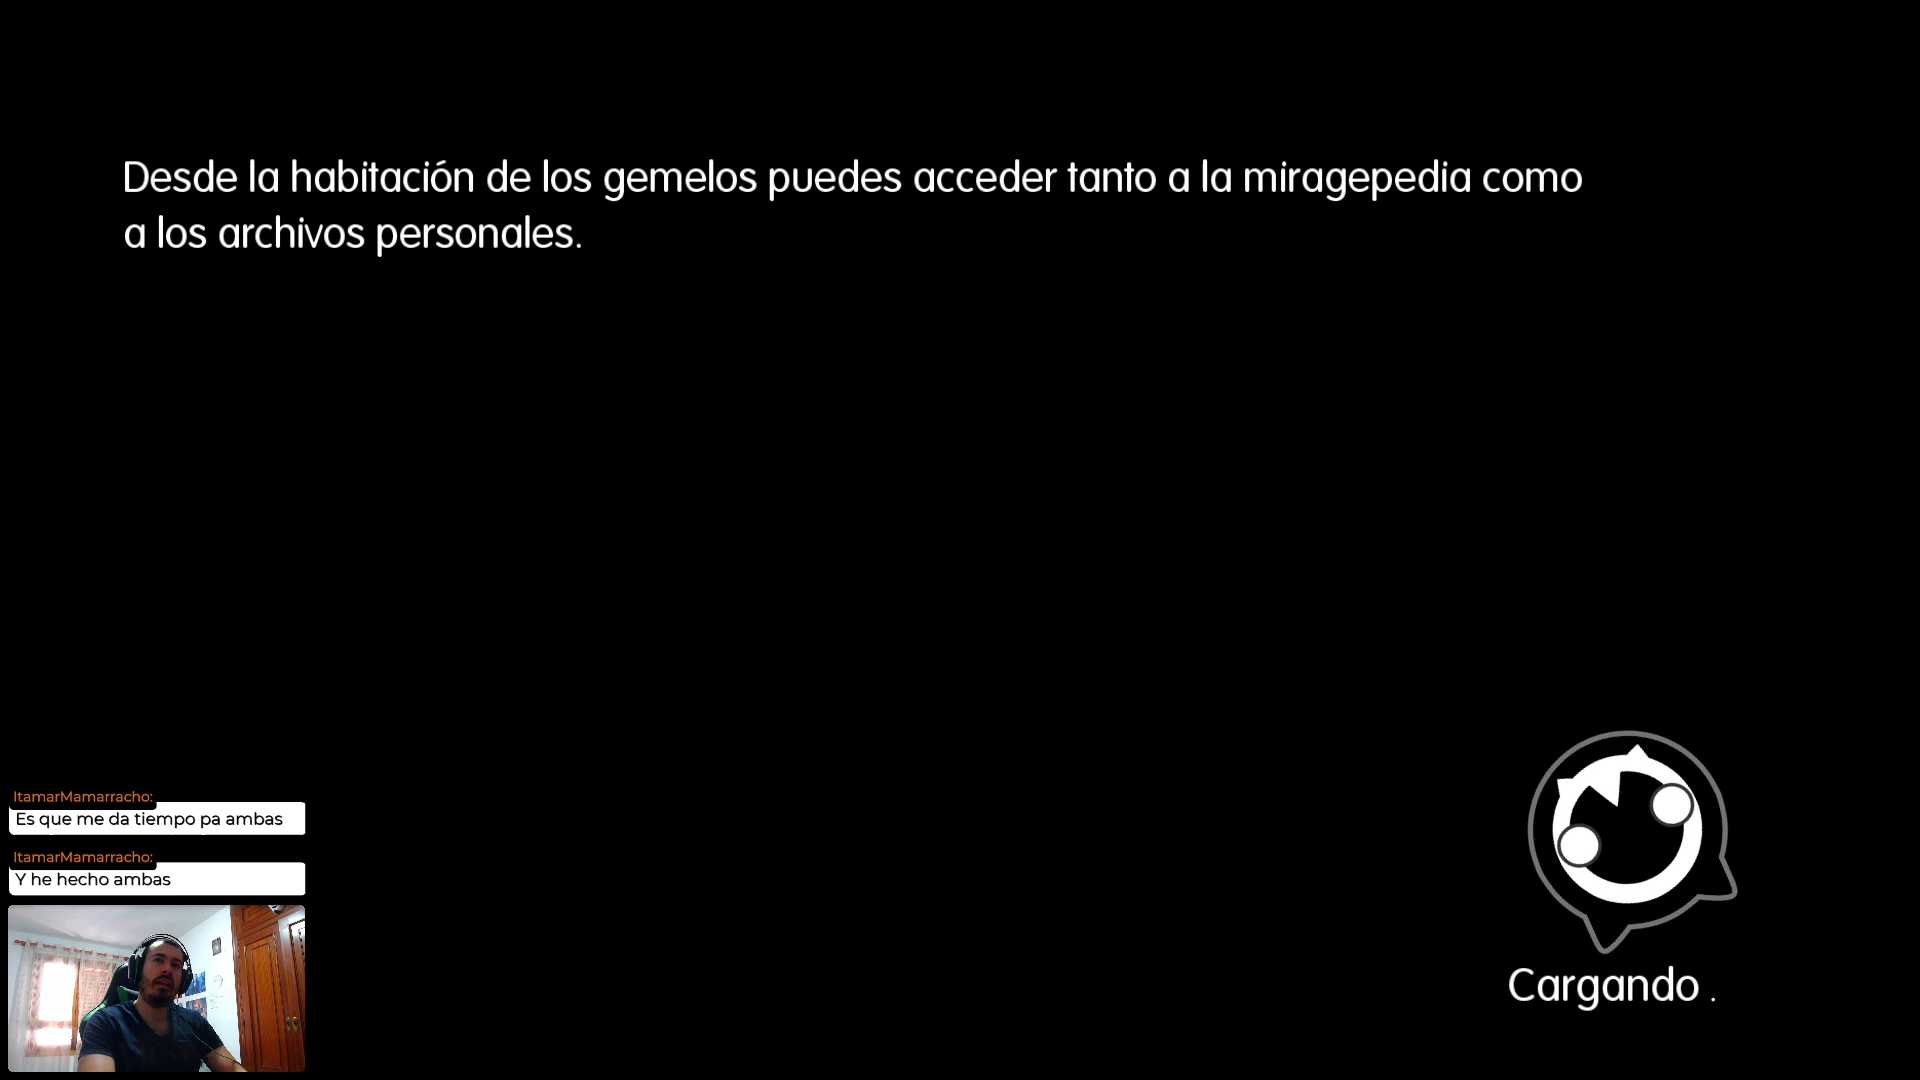 Desde la habitación de los gemelos puedes acceder tanto a la miragepedia como
a los archivos personales.
ItamarMamarracho:
Es que me da tiempo pa ambas
ItamarMamarracho:
Y he hecho ambas
Cargando .